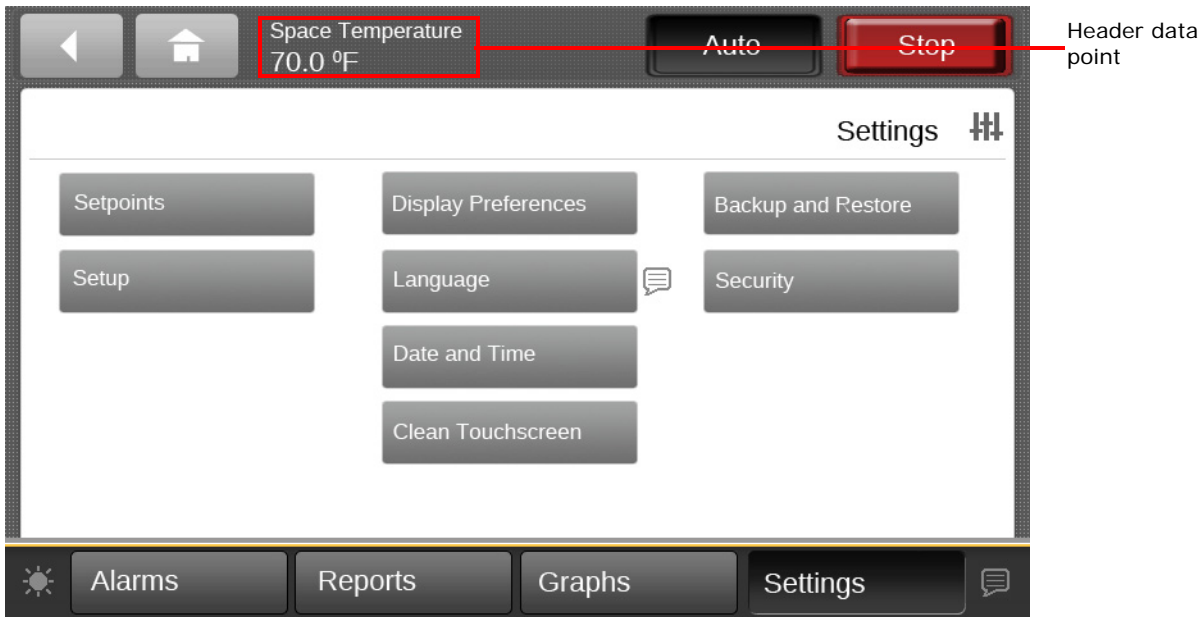 Space Temperature
70.0 ⁰F
Auto
Stop
Header data
point
Settings
Setpoints
Display Preferences
Backup and Restore
Setup
Language
Security
Date and Time
Clean Touchscreen
Alarms
Reports
Graphs
Settings